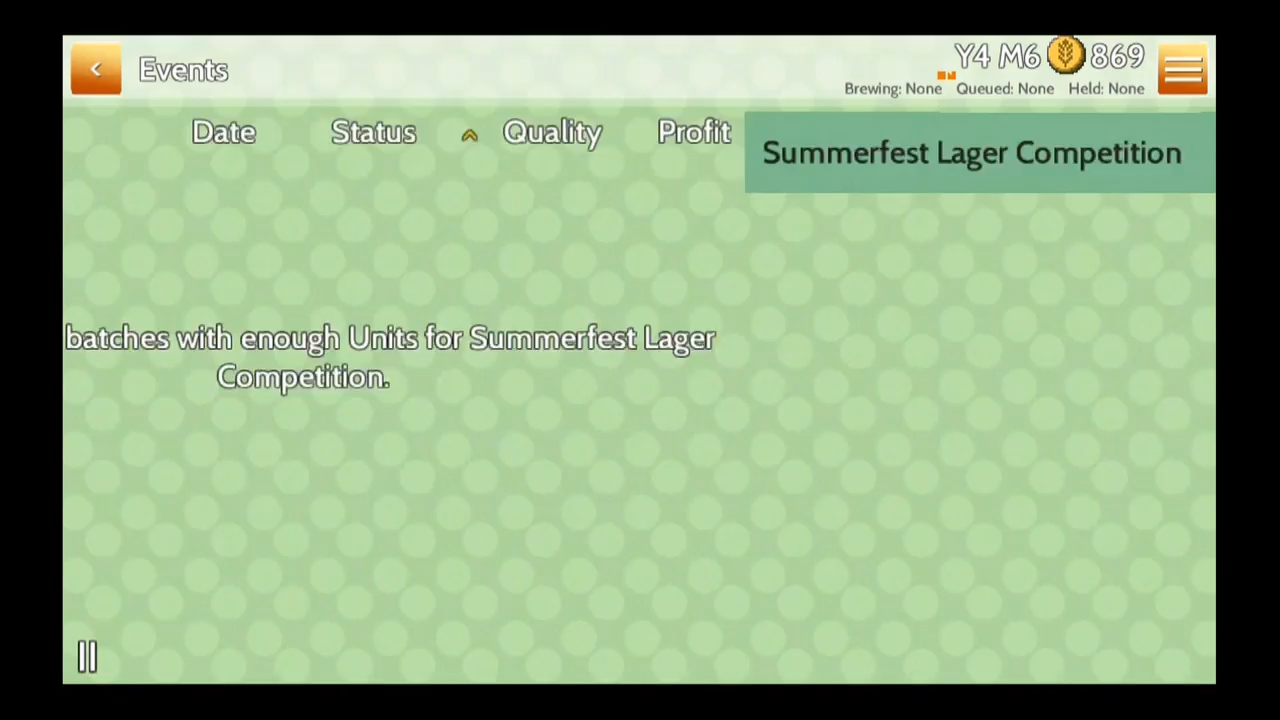 Events
Y4 M6 869
Brewing: None Queued: None Held: None
Date Status Quality Profit
Summerfest Lager Competition
batches with enough Units for Summerfest Lager
Competition.